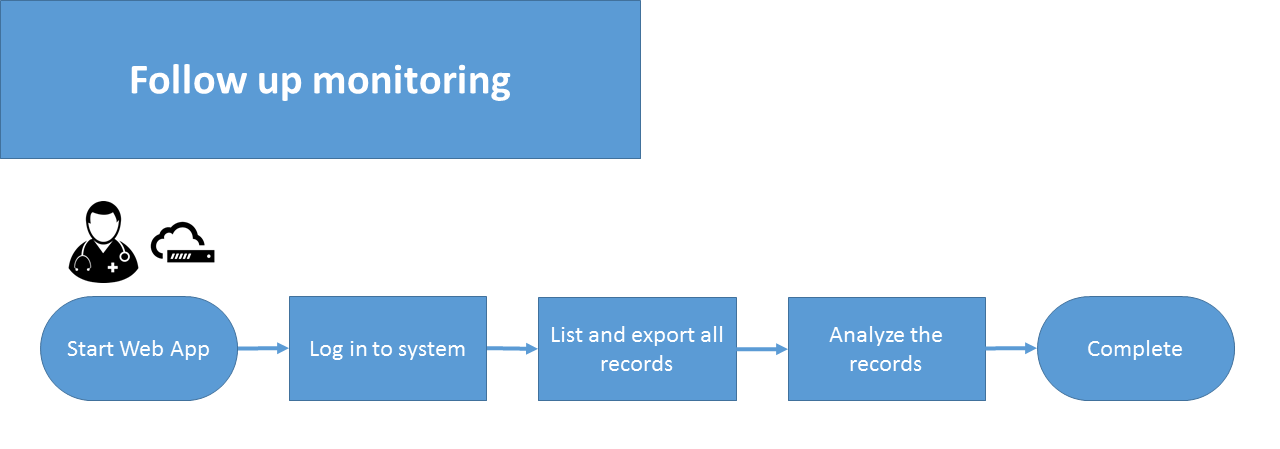 Follow up monitoring
Start Web App
Log in to system
List and export all
records
Analyze the
records
Complete